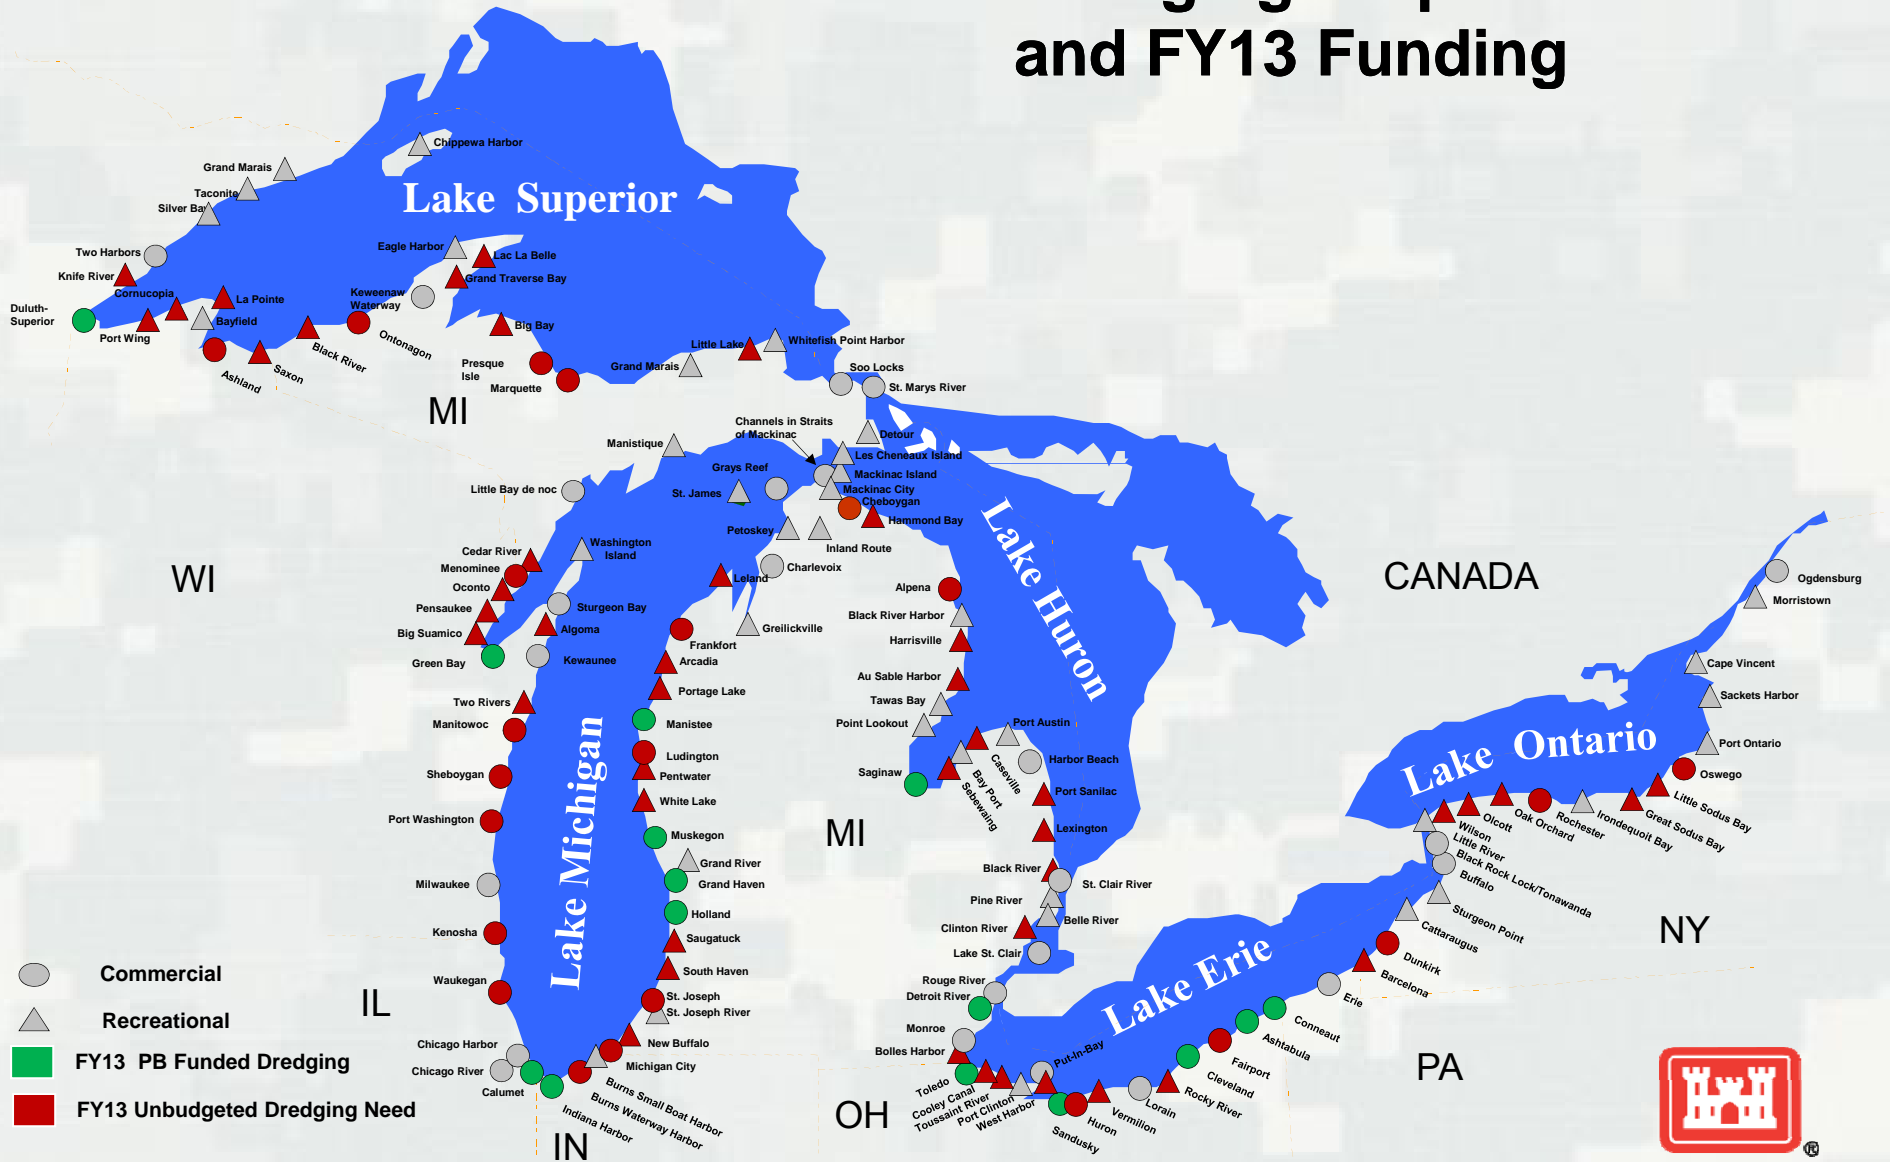 and FY13 Funding
Chippewa Harbor
Grand Marais
Taconite
Silver Bay
Lake Superior
Two Harbors
Eagle Harbor
Lac La Belle
Knife River
Grand Traverse Bay
Cornucopia
La Pointe
Keweenaw
Waterway
Duluth-
Superior
Bayfield
Port Wing
Big Bay
Ontonagon
Black River
Saxon
Ashland
Presque
Isle
Marquette
Little Lake
Whitefish Point Harbor
Grand Marais
Soo Locks
St. Marys River
MI
Channels in Straits
of Mackinac
Detour
Manistique
Les Cheneaux Island
Grays Reef
Mackinac Island
Little Bay de noc
St. James
Mackinac City
Cheboygan
Hammond Bay
Petoskey
Inland Route
Washington
Island
Cedar River
Menominee
Charlevoix
Leland
Oconto
Pensaukee
Sturgeon Bay
Big Suamico
Algoma
Greilickville
Green Bay
Kewaunee
Frankfort
Arcadia
WI
CANADA
Lake Huron
Alpena
Black River Harbor
Harrisville
Au Sable Harbor
Tawas Bay
Point Lookout
Port Austin
Harbor Beach
Caseville
Bay Port
Sebewaing
Saginaw
Port Sanilac
Lexington
MI
Ogdensburg
Morristown
Cape Vincent
Sackets Harbor
Port Ontario
Oswego
Lake Ontario
Little Sodus Bay
Great Sodus Bay
Irondequoit Bay
Rochester
Oak Orchard
Olcott
Wilson
Little River
Black Rock Lock/Tonawanda
Buffalo
Sturgeon Point
Cattaraugus
Dunkirk
Barcelona
Erie
NY
Two Rivers
Portage Lake
Manitowoc
Manistee
Lake Michigan
Ludington
Sheboygan
Pentwater
White Lake
Port Washington
Muskegon
Grand River
Milwaukee
Grand Haven
Holland
Kenosha
Saugatuck
South Haven
Waukegan
St. Joseph
St. Joseph River
IL
New Buffalo
Chicago Harbor
Michigan City
Chicago River
Calumet
Burns Small Boat Harbor
Burns Waterway Harbor
Indiana Harbor
IN
Black River
St. Clair River
Pine River
Belle River
Clinton River
Lake St. Clair
Rouge River
Detroit River
Lake Erie
Monroe
Bolles Harbor
Put-In-Bay
Toledo
Cooley Canal
Toussaint River
Port Clinton
West Harbor
Sandusky
Huron
Vermilion
Lorain
Rocky River
Cleveland
Fairport
Ashtabula
Conneaut
OH
PA
Commercial
Recreational
FY13 PB Funded Dredging
FY13 Unbudgeted Dredging Need
®